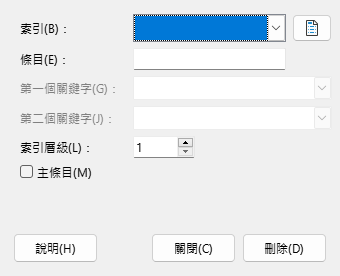 索引(B)：
條目(E)：
第一個關鍵字(G)：
第二個關鍵字(J)：
索引層級(L)： 1
主條目(M)
說明(H) 關閉(C) 刪除(D)